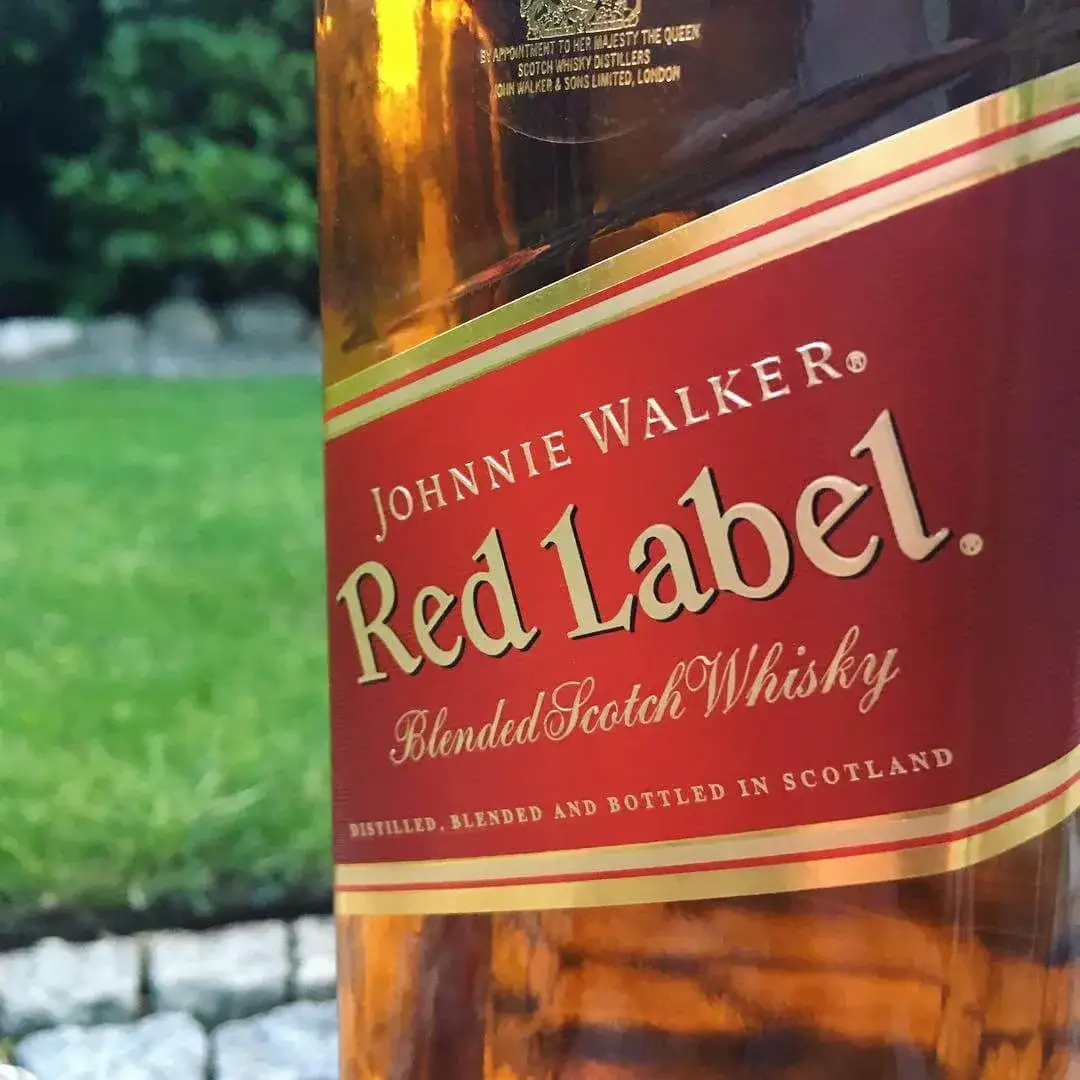 BY APPOINTMENT TO HER MAJESTY THE QUEEN
SCOTCH WHISKY DISTILLERS
JOHN WALKER & SONS LIMITED, LONDON
JOHNNIE WALKER®
Red Label®
Blended Scotch Whisky
DISTILLED, BLENDED AND BOTTLED IN SCOTLAND